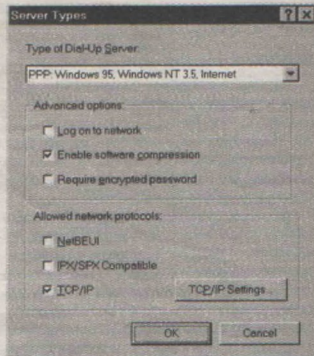 Server Types
Type of Dial-Up Server:
PPP: Windows 95, Windows NT 3.5, Internet
Advanced options:
Log on to network
Enable software compression
Require encrypted password
Allowed network protocols:
NetBEUI
IPX/SPX Compatible
TCP/IP
TCP/IP Settings...
OK
Cancel